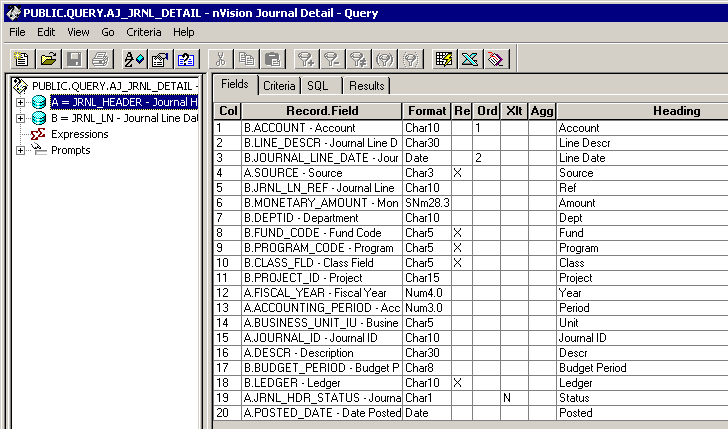 PUBLIC.QUERY.AJ_JRNL_DETAIL - nVision Journal Detail - Query
File Edit View Go Criteria Help
PUBLIC.QUERY.AJ_JRNL_DETAIL -
A = JRNL_HEADER - Journal H
B = JRNL_LN - Journal Line Da
Expressions
Prompts
Fields Criteria SQL Results
Col Record.Field Format Re Ord Xlt Agg Heading
1 B.ACCOUNT - Account Char10 1 Account
2 B.LINE_DESCR - Journal Line D Char30 Line Descr
3 B.JOURNAL_LINE_DATE - Jour Date 2 Line Date
4 A.SOURCE - Source Char3 X Source
5 B.JRNL_LN_REF - Journal Line Char10 Ref
6 B.MONETARY_AMOUNT - Mon SNm28.3 Amount
7 B.DEPTID - Department Char10 Dept
8 B.FUND_CODE - Fund Code Char5 X Fund
9 B.PROGRAM_CODE - Program Char5 X Program
10 B.CLASS_FLD - Class Field Char5 X Class
11 B.PROJECT_ID - Project Char15 Project
12 A.FISCAL_YEAR - Fiscal Year Num4.0 Year
13 A.ACCOUNTING_PERIOD - Acc Num3.0 Period
14 A.BUSINESS_UNIT_IU - Busine Char5 Unit
15 A.JOURNAL_ID - Journal ID Char10 Journal ID
16 A.DESCR - Description Char30 Descr
17 B.BUDGET_PERIOD - Budget P Char8 Budget Period
18 B.LEDGER - Ledger Char10 X Ledger
19 A.JRNL_HDR_STATUS - Journa Char1 N Status
20 A.POSTED_DATE - Date Posted Date Posted